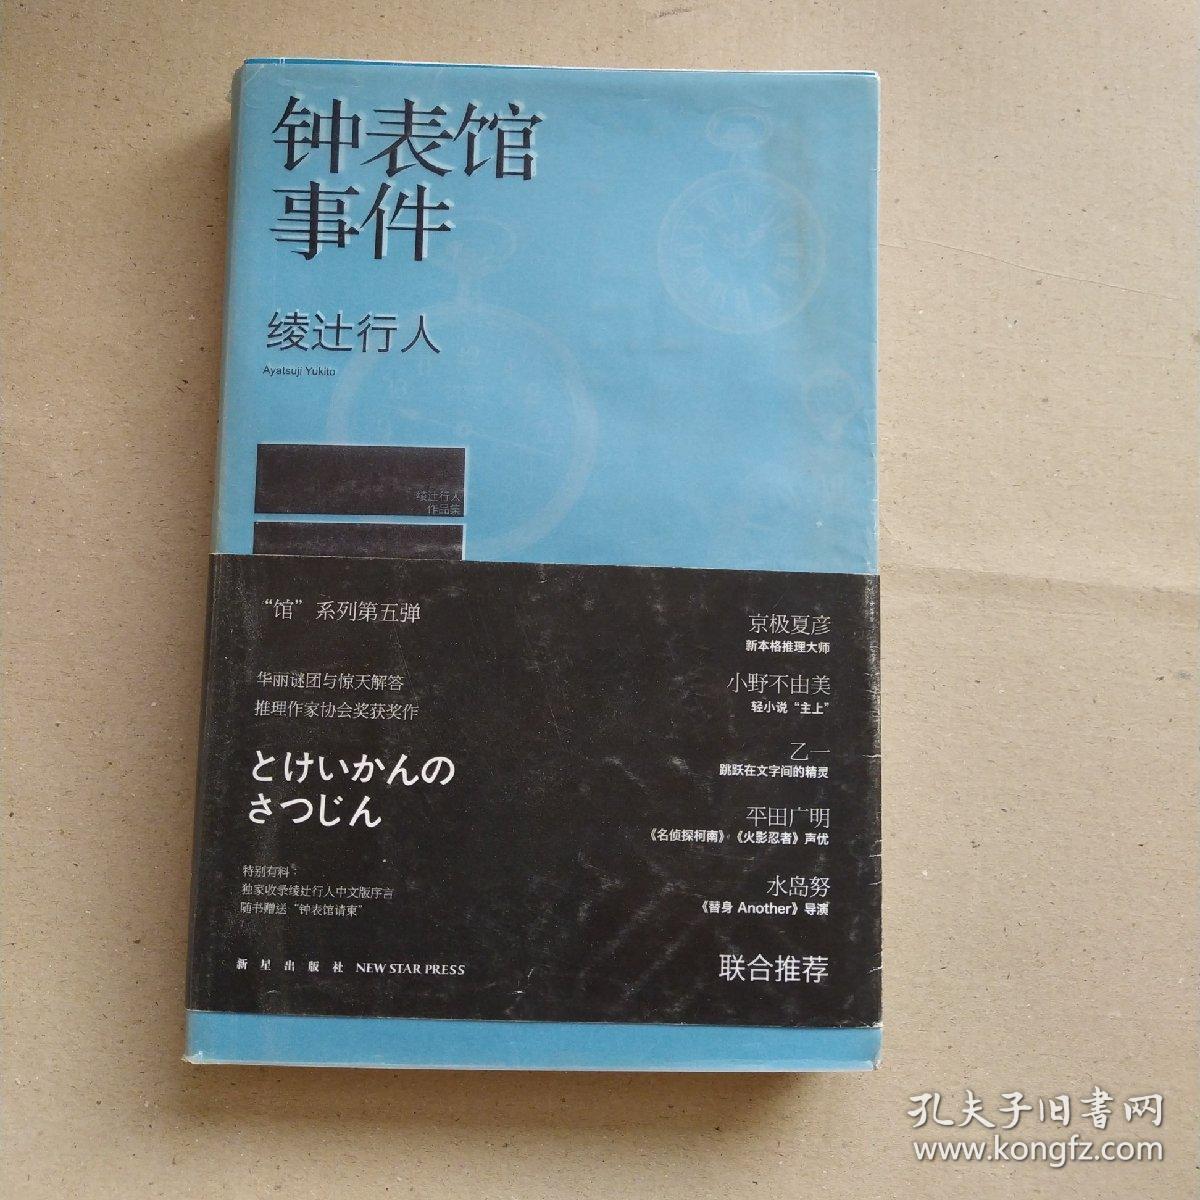 钟表馆
事件
绫辻行人
Ayatsuji Yukito
绫辻行人
作品集
“馆”系列第五弹
华丽谜团与惊天解答
推理作家协会奖获奖作
とけいかんの
さつじん
特别有料：
独家收录绫辻行人中文版序言
随书赠送“钟表馆请柬”
新星出版社 NEW STAR PRESS
京极夏彦
新本格推理大师
小野不由美
轻小说“主上”
乙一
跳跃在文字间的精灵
平田广明
《名侦探柯南》《火影忍者》声优
水岛努
《替身 Another》导演
联合推荐
孔夫子旧书网
www.kongfz.com